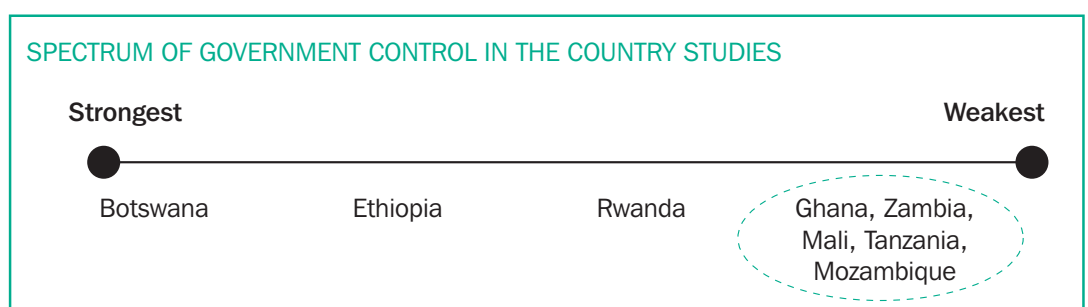 SPECTRUM OF GOVERNMENT CONTROL IN THE COUNTRY STUDIES
Strongest
Weakest
Botswana
Ethiopia
Rwanda
Ghana, Zambia,
Mali, Tanzania,
Mozambique